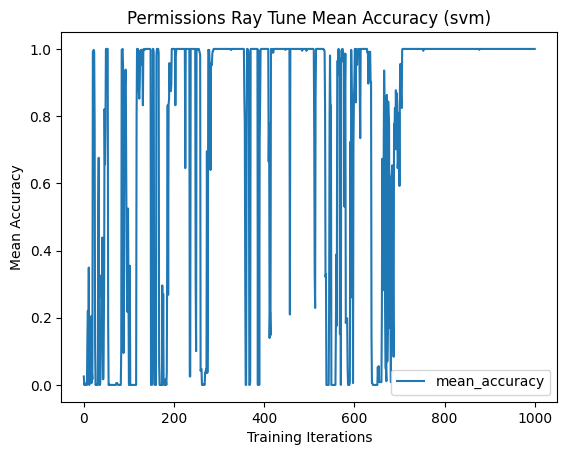 Permissions Ray Tune Mean Accuracy (svm)
1.0
0.8
0.6
0.4
0.2
0.0
Mean Accuracy
mean_accuracy
0 200 400 600 800 1000
Training Iterations